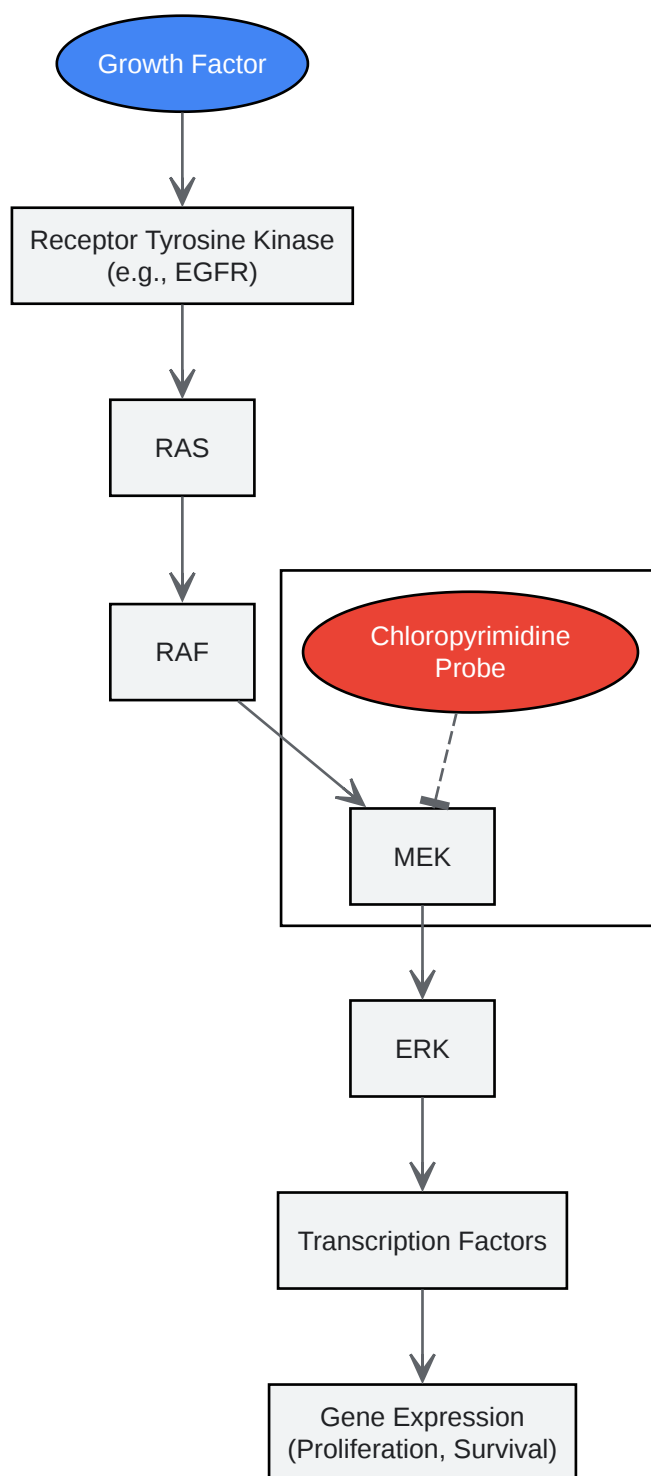 Growth Factor
Receptor Tyrosine Kinase
(e.g., EGFR)
RAS
RAF
Chloropyrimidine
Probe
MEK
ERK
Transcription Factors
Gene Expression
(Proliferation, Survival)